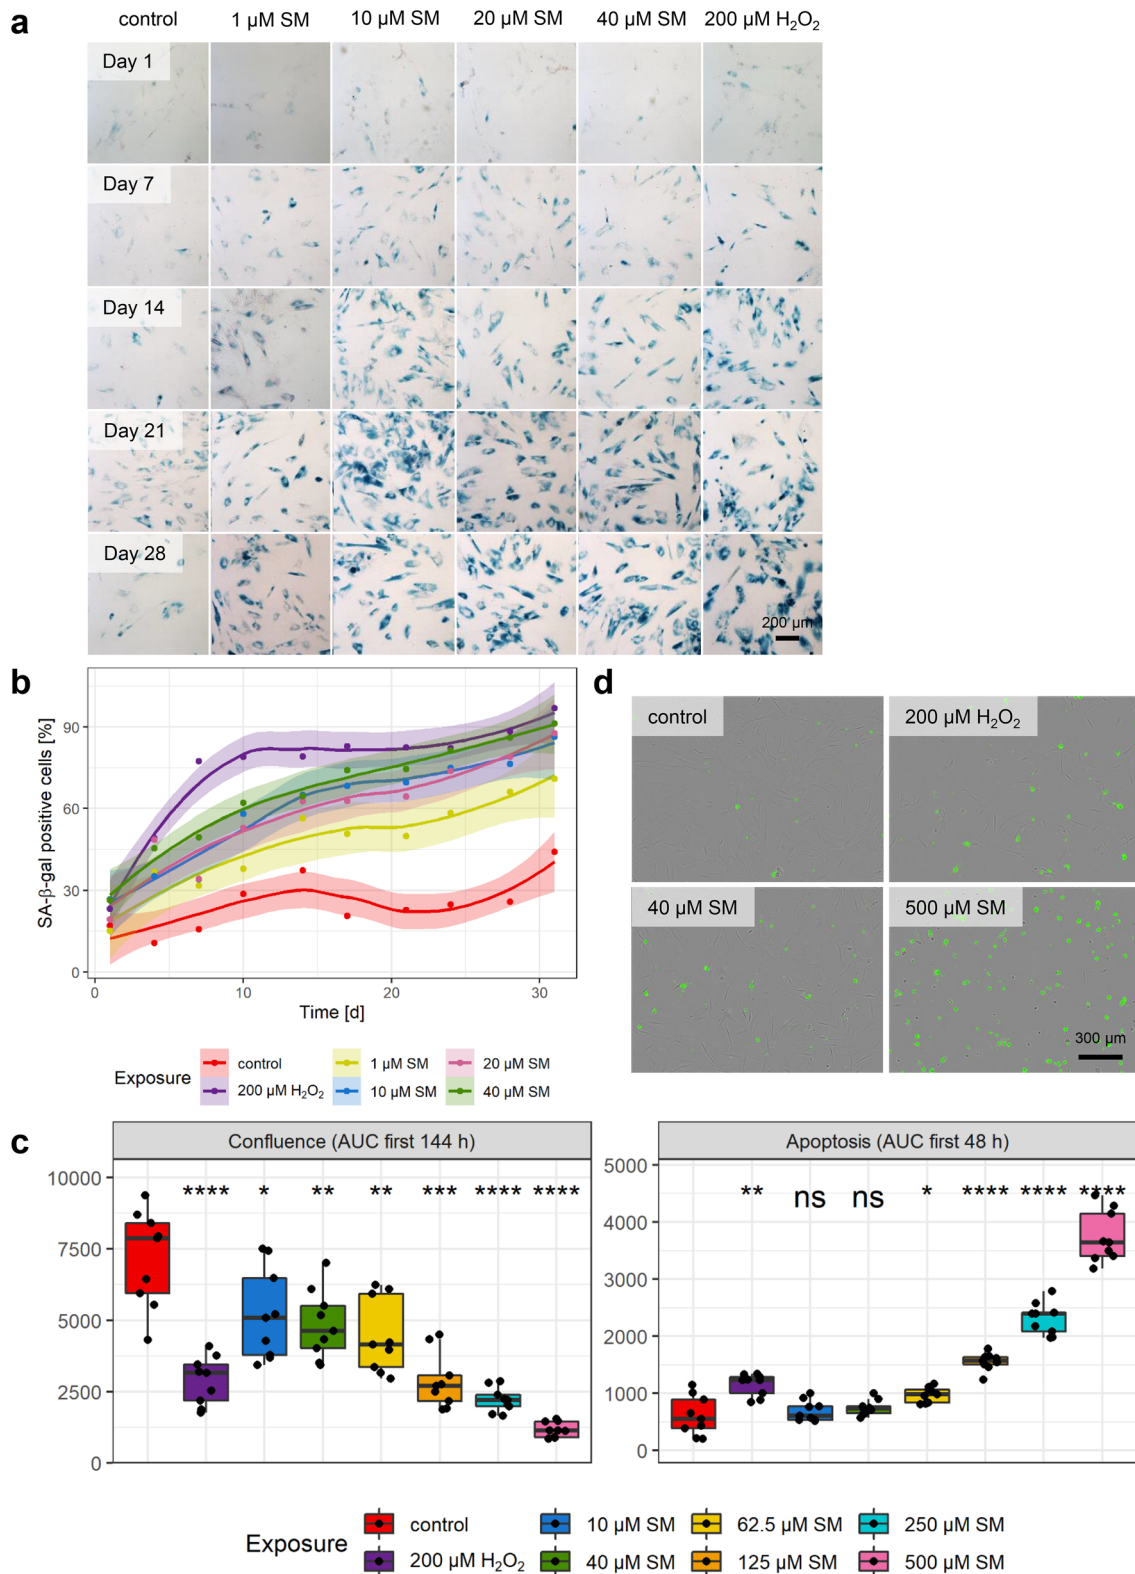 a
control 1 µM SM 10 µM SM 20 µM SM 40 µM SM 200 µM H₂O₂
Day 1
Day 7
Day 14
Day 21
Day 28
200 µm
b
SA-β-gal positive cells [%]
90
60
30
0
0 10 20 30
Time [d]
Exposure
control 1 µM SM 20 µM SM
200 µM H₂O₂ 10 µM SM 40 µM SM
d
control 200 µM H₂O₂
40 µM SM 500 µM SM
300 µm
c
Confluence (AUC first 144 h)
10000
7500
5000
2500
0
**** * ** ** *** **** ****
Apoptosis (AUC first 48 h)
5000
4000
3000
2000
1000
0
** ns ns * **** **** ****
Exposure
control 10 µM SM 62.5 µM SM 250 µM SM
200 µM H₂O₂ 40 µM SM 125 µM SM 500 µM SM